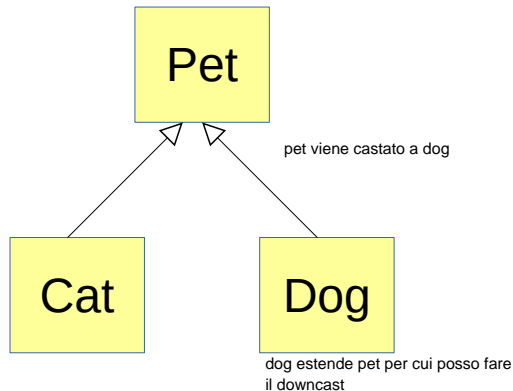 Pet
pet viene castato a dog
Cat
Dog
dog estende pet per cui posso fare
il downcast